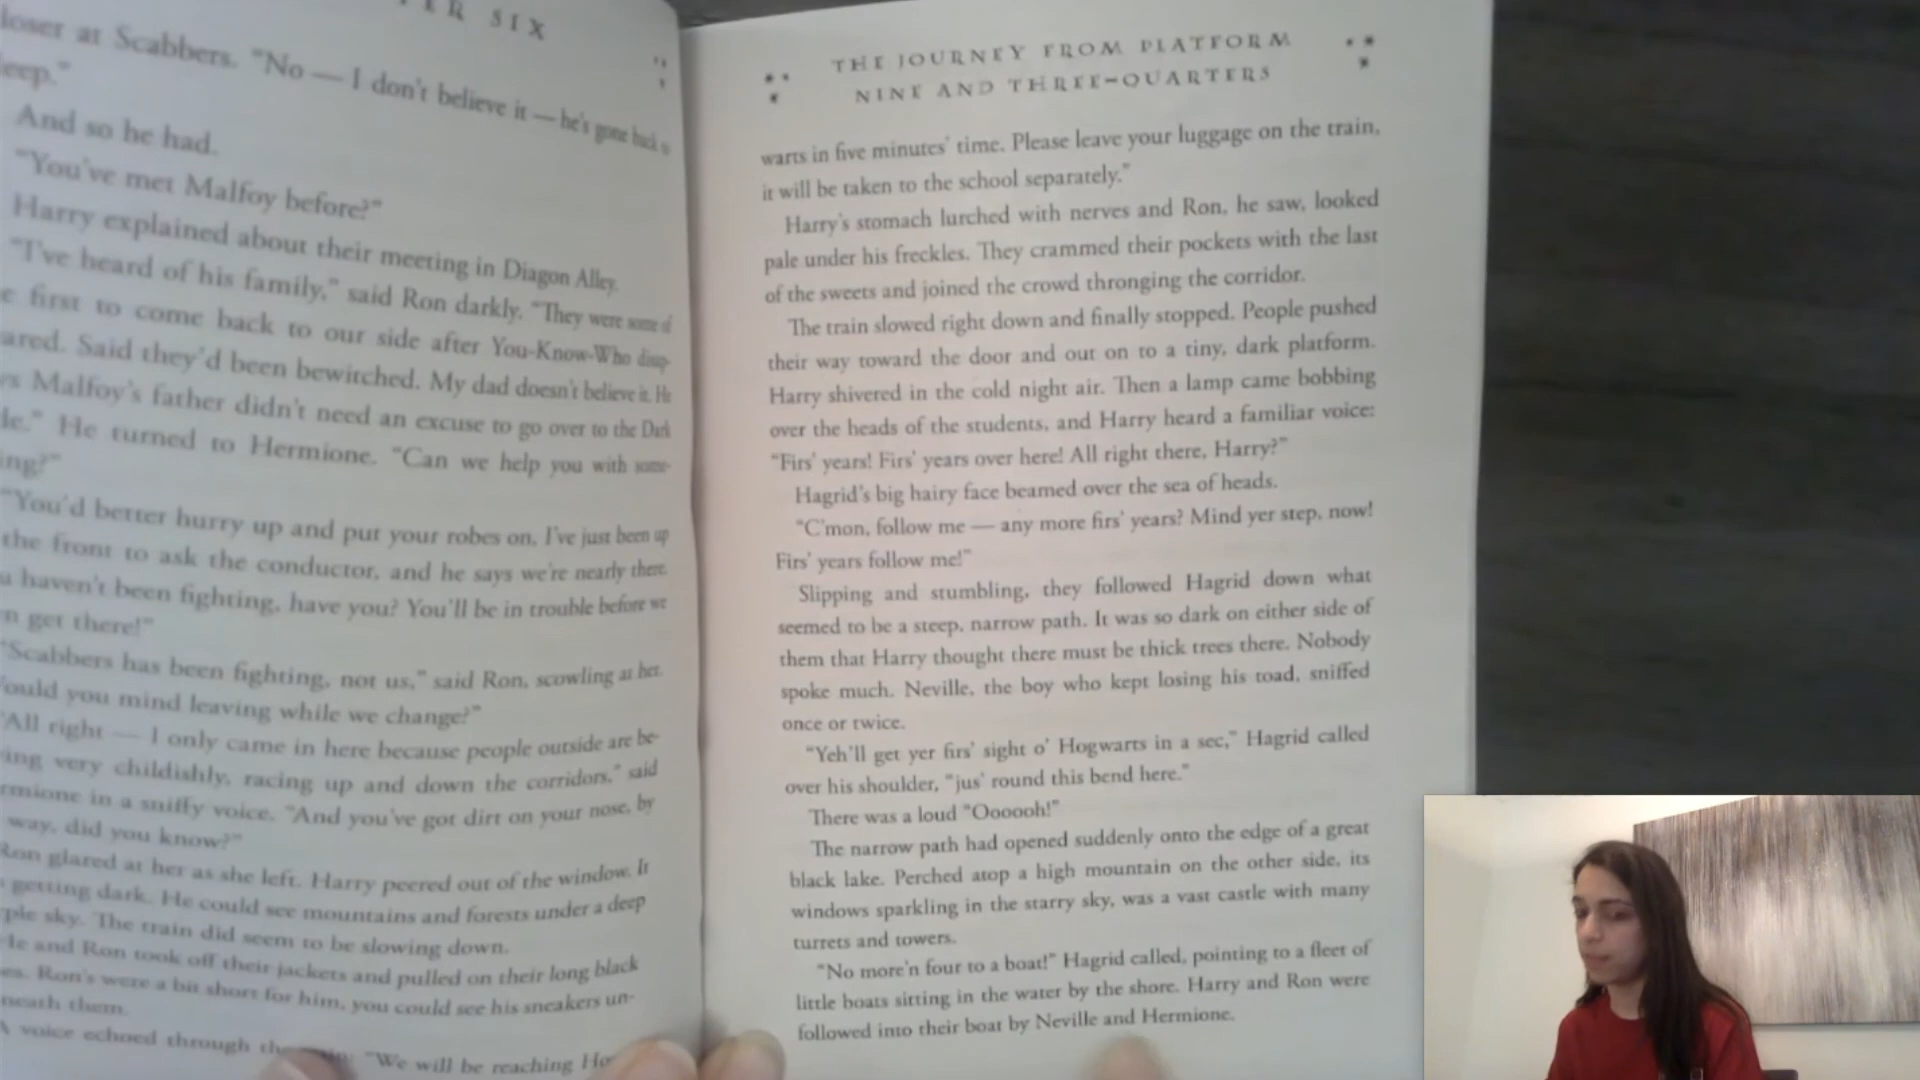 TER SIX
loser at Scabbers. "No — I don't believe it — he's gone back to
leep."
And so he had.
"You've met Malfoy before?"
Harry explained about their meeting in Diagon Alley.
"I've heard of his family," said Ron darkly. "They were some of
e first to come back to our side after You-Know-Who disap-
ared. Said they'd been bewitched. My dad doesn't believe it. He
ys Malfoy's father didn't need an excuse to go over to the Dark
de." He turned to Hermione. "Can we help you with some-
ing?"
"You'd better hurry up and put your robes on, I've just been up
the front to ask the conductor, and he says we're nearly there.
u haven't been fighting, have you? You'll be in trouble before we
n get there!"
"Scabbers has been fighting, not us," said Ron, scowling at her.
ould you mind leaving while we change?"
"All right — I only came in here because people outside are be-
ving very childishly, racing up and down the corridors," said
rmione in a sniffy voice. "And you've got dirt on your nose, by
way, did you know?"
Ron glared at her as she left. Harry peered out of the window. It
s getting dark. He could see mountains and forests under a deep
rple sky. The train did seem to be slowing down.
He and Ron took off their jackets and pulled on their long black
es. Ron's were a bit short for him, you could see his sneakers un-
neath them.
A voice echoed through the train: "We will be reaching Ho
THE JOURNEY FROM PLATFORM
NINE AND THREE-QUARTERS
warts in five minutes' time. Please leave your luggage on the train,
it will be taken to the school separately."
Harry's stomach lurched with nerves and Ron, he saw, looked
pale under his freckles. They crammed their pockets with the last
of the sweets and joined the crowd thronging the corridor.
The train slowed right down and finally stopped. People pushed
their way toward the door and out on to a tiny, dark platform.
Harry shivered in the cold night air. Then a lamp came bobbing
over the heads of the students, and Harry heard a familiar voice:
"Firs' years! Firs' years over here! All right there, Harry?"
Hagrid's big hairy face beamed over the sea of heads.
"C'mon, follow me — any more firs' years? Mind yer step, now!
Firs' years follow me!"
Slipping and stumbling, they followed Hagrid down what
seemed to be a steep, narrow path. It was so dark on either side of
them that Harry thought there must be thick trees there. Nobody
spoke much. Neville, the boy who kept losing his toad, sniffed
once or twice.
"Yeh'll get yer firs' sight o' Hogwarts in a sec," Hagrid called
over his shoulder, "jus' round this bend here."
There was a loud "Oooooh!"
The narrow path had opened suddenly onto the edge of a great
black lake. Perched atop a high mountain on the other side, its
windows sparkling in the starry sky, was a vast castle with many
turrets and towers.
"No more'n four to a boat!" Hagrid called, pointing to a fleet of
little boats sitting in the water by the shore. Harry and Ron were
followed into their boat by Neville and Hermione.